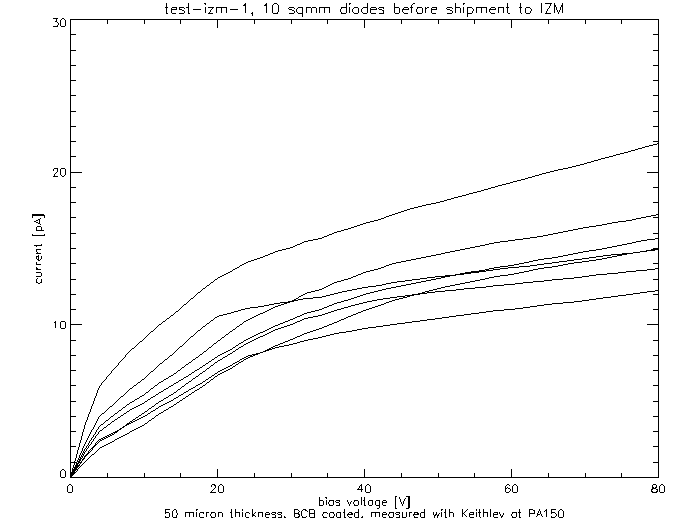 test-izm-1, 10 sqmm diodes before shipment to IZM
30
20
10
0
current [pA]
0 20 40 60 80
bias voltage [V]
50 micron thickness, BCB coated, measured with Keithley at PA150